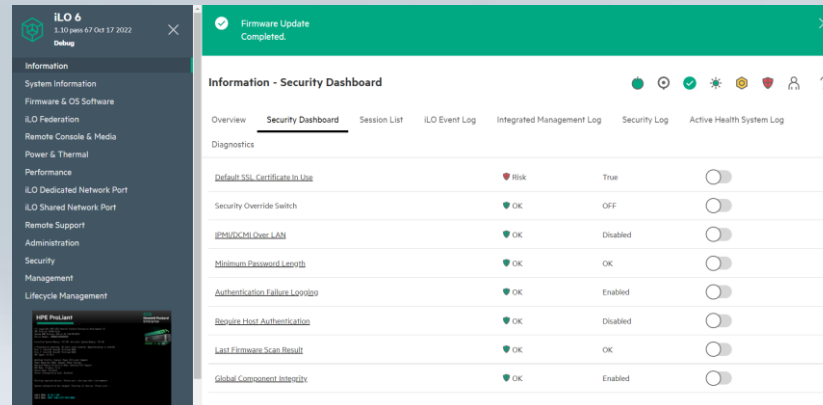 iLO 6
1.10 pass 67 Oct 17 2022
Debug
Information
System Information
Firmware & OS Software
iLO Federation
Remote Console & Media
Power & Thermal
Performance
iLO Dedicated Network Port
iLO Shared Network Port
Remote Support
Administration
Security
Management
Lifecycle Management
HPE ProLiant
Firmware Update
Completed.
Information - Security Dashboard
Overview Security Dashboard Session List iLO Event Log Integrated Management Log Security Log Active Health System Log
Diagnostics
Default SSL Certificate In Use Risk True
Security Override Switch OK OFF
IPMI/DCMI Over LAN OK Disabled
Minimum Password Length OK OK
Authentication Failure Logging OK Enabled
Require Host Authentication OK Disabled
Last Firmware Scan Result OK OK
Global Component Integrity OK Enabled